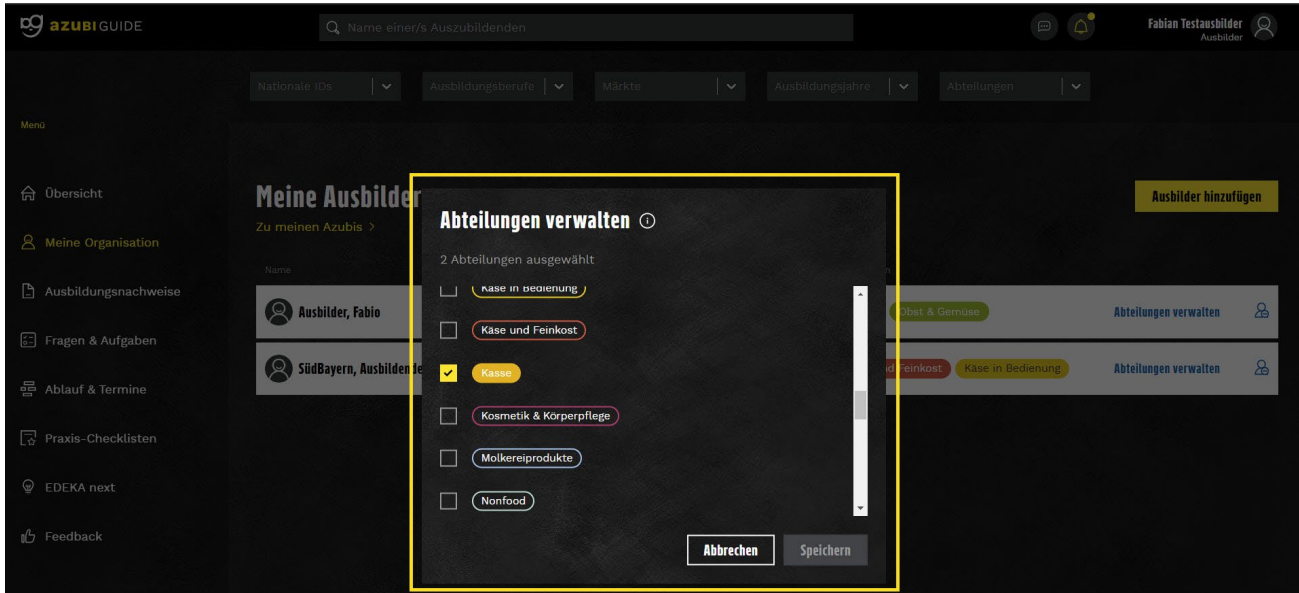 azubi GUIDE
Name einer/s Auszubildenden
Fabian Testausbilder
Ausbilder
Nationale IDs
Ausbildungsberufe
Märkte
Ausbildungsjahre
Abteilungen
Menü
Übersicht
Meine Organisation
Ausbildungsnachweise
Fragen & Aufgaben
Ablauf & Termine
Praxis-Checklisten
EDEKA next
Feedback
Meine Ausbilder
Zu meinen Azubis >
Ausbilder hinzufügen
Name
Ausbilder, Fabio
Obst & Gemüse
Abteilungen verwalten
SüdBayern, Ausbildende
Feinkost
Käse in Bedienung
Abteilungen verwalten
Abteilungen verwalten
2 Abteilungen ausgewählt
Käse in Bedienung
Käse und Feinkost
Kasse
Kosmetik & Körperpflege
Molkereiprodukte
Nonfood
Abbrechen
Speichern